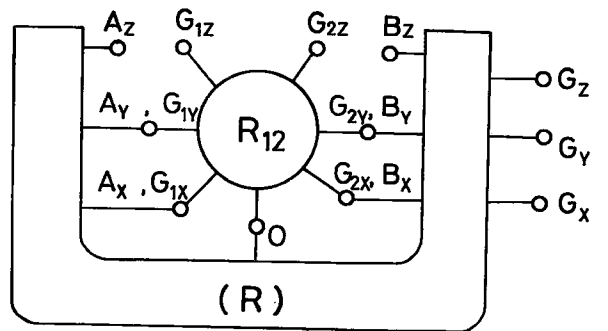 A_Z G_1Z G_2Z B_Z
G_Z
A_Y , G_1Y R_12 G_2Y, B_Y
G_Y
A_X , G_1X G_2X, B_X
G_X
O
(R)